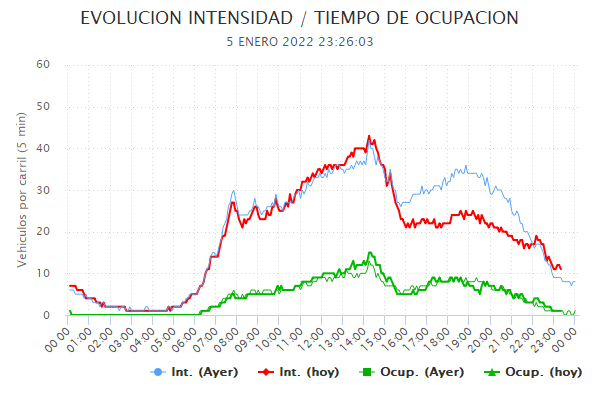 EVOLUCION INTENSIDAD / TIEMPO DE OCUPACION
5 ENERO 2022 23:26:03
Vehiculos por carril (5 min)
60
50
40
30
20
10
0
00:00 01:00 02:00 03:00 04:00 05:00 06:00 07:00 08:00 09:00 10:00 11:00 12:00 13:00 14:00 15:00 16:00 17:00 18:00 19:00 20:00 21:00 22:00 23:00 00:00
Int. (Ayer) Int. (hoy) Ocup. (Ayer) Ocup. (hoy)